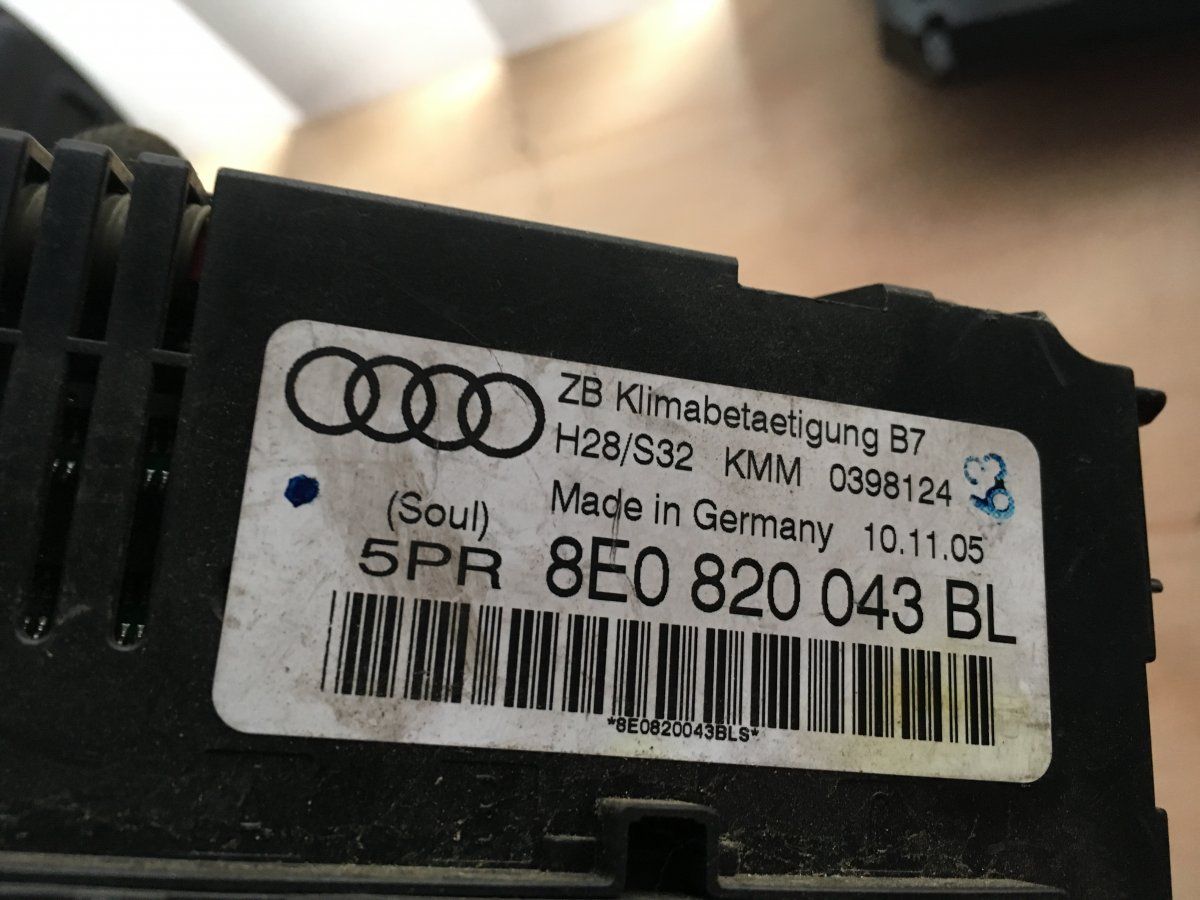 ZB Klimabetaetigung B7
H28/S32 KMM 0398124
Made in Germany 10.11.05
(Soul)
5PR 8E0 820 043 BL
*8E0820043BLS*